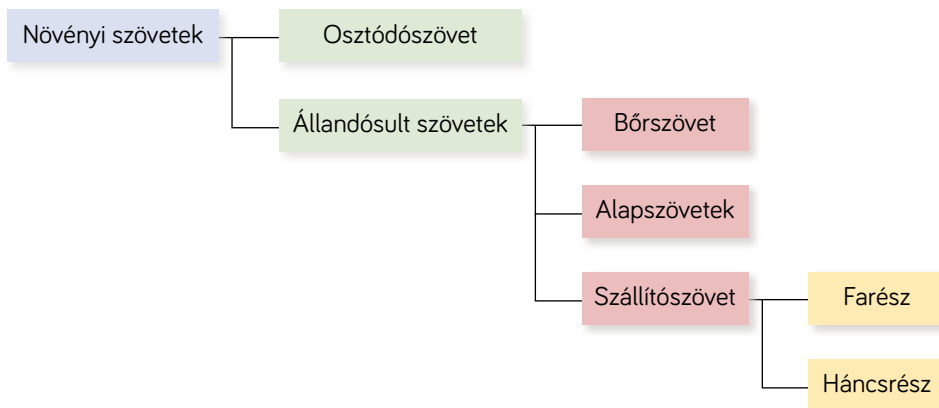 Növényi szövetek
Osztódószövet
Állandósult szövetek
Bőrszövet
Alapszövetek
Szállítószövet
Farész
Háncsrész